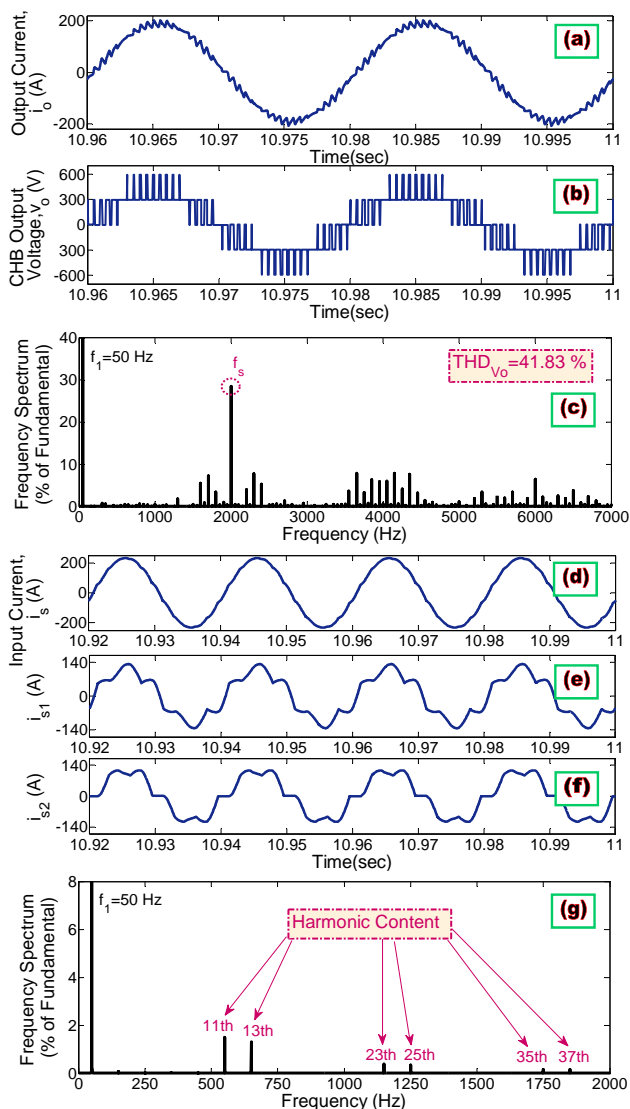 Output Current,
i_o (A)
200
0
-200
(a)
10.96 10.965 10.97 10.975 10.98 10.985 10.99 10.995 11
Time(sec)
CHB Output
Voltage,v_o (V)
600
300
0
-300
-600
(b)
10.96 10.965 10.97 10.975 10.98 10.985 10.99 10.995 11
Time(sec)
Frequency Spectrum
(% of Fundamental)
40
30
20
10
0
f_1=50 Hz
f_s
THD_Vo=41.83 %
(c)
0 1000 2000 3000 4000 5000 6000 7000
Frequency (Hz)
Input Current,
i_s (A)
200
0
-200
(d)
10.92 10.93 10.94 10.95 10.96 10.97 10.98 10.99 11
i_s1 (A)
140
0
-140
(e)
10.92 10.93 10.94 10.95 10.96 10.97 10.98 10.99 11
i_s2 (A)
140
0
-140
(f)
10.92 10.93 10.94 10.95 10.96 10.97 10.98 10.99 11
Time(sec)
Frequency Spectrum
(% of Fundamental)
8
6
4
2
0
f_1=50 Hz
(g)
Harmonic Content
11th
13th
23th
25th
35th
37th
0 250 500 750 1000 1250 1500 1750 2000
Frequency (Hz)